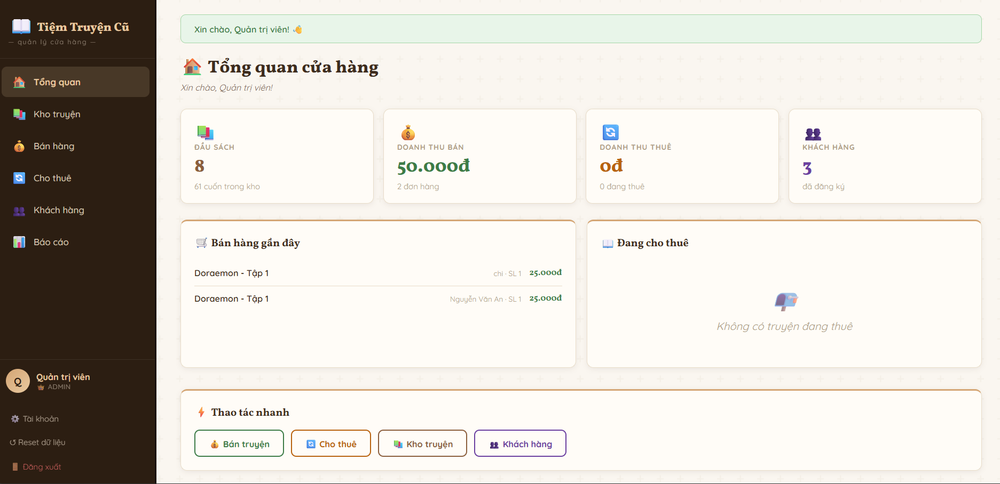 Tiệm Truyện Cũ
— quản lý cửa hàng —
Tổng quan
Kho truyện
Bán hàng
Cho thuê
Khách hàng
Báo cáo
Q
Quản trị viên
ADMIN
Tài khoản
↺ Reset dữ liệu
Đăng xuất
Xin chào, Quản trị viên! 👋
Tổng quan cửa hàng
Xin chào, Quản trị viên!
ĐẦU SÁCH
8
61 cuốn trong kho
DOANH THU BÁN
50.000đ
2 đơn hàng
DOANH THU THUÊ
0đ
0 đang thuê
KHÁCH HÀNG
3
đã đăng ký
Bán hàng gần đây
Doraemon - Tập 1 chi · SL 1 25.000đ
Doraemon - Tập 1 Nguyễn Văn An · SL 1 25.000đ
Đang cho thuê
Không có truyện đang thuê
Thao tác nhanh
Bán truyện
Cho thuê
Kho truyện
Khách hàng